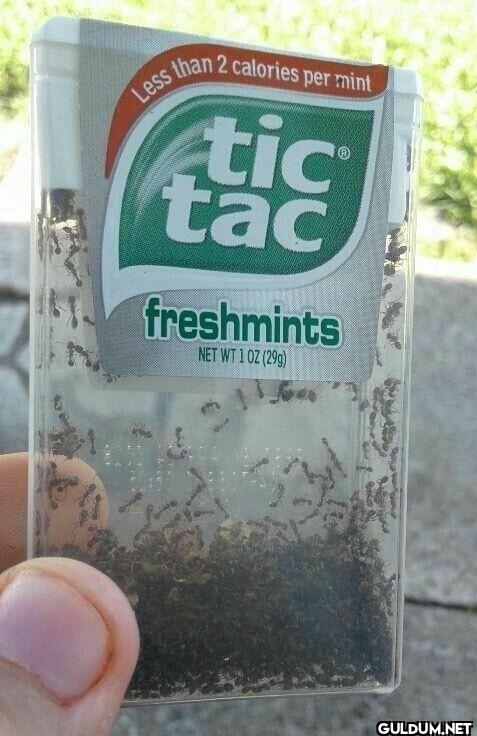 Less than 2 calories per mint
tic®
tac
freshmints
NET WT 1 OZ (29g)
GULDUM.NET